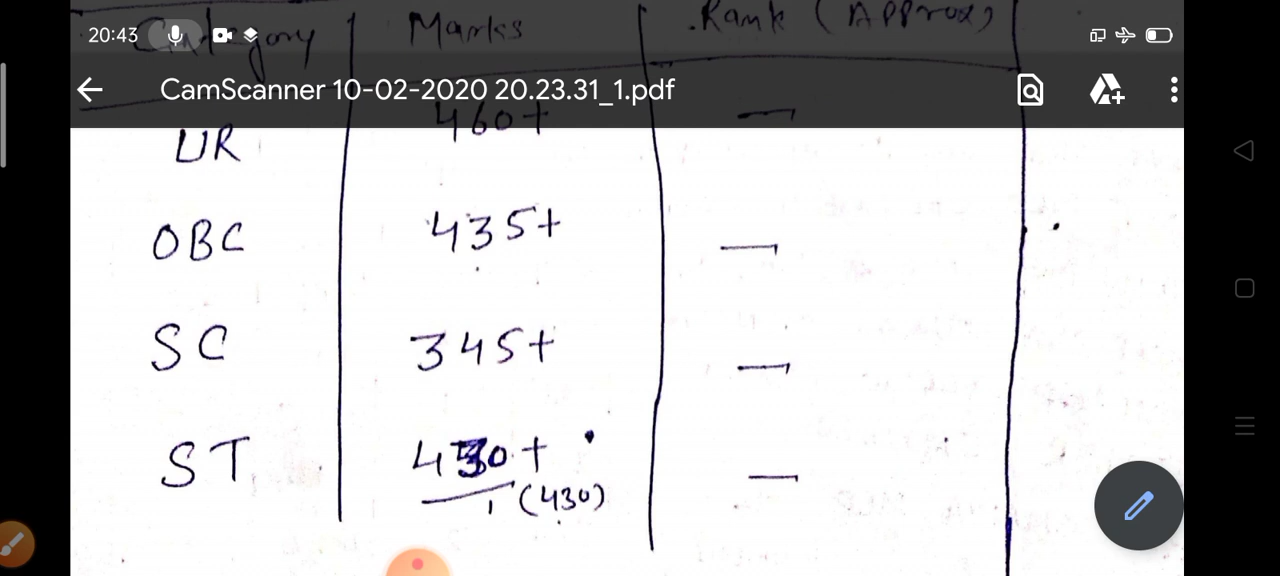 20:43
Category Marks Rank (Approx)
CamScanner 10-02-2020 20.23.31_1.pdf
UR 460+ —
OBC 435+ —
SC 345+ —
ST 430+ —
(430)